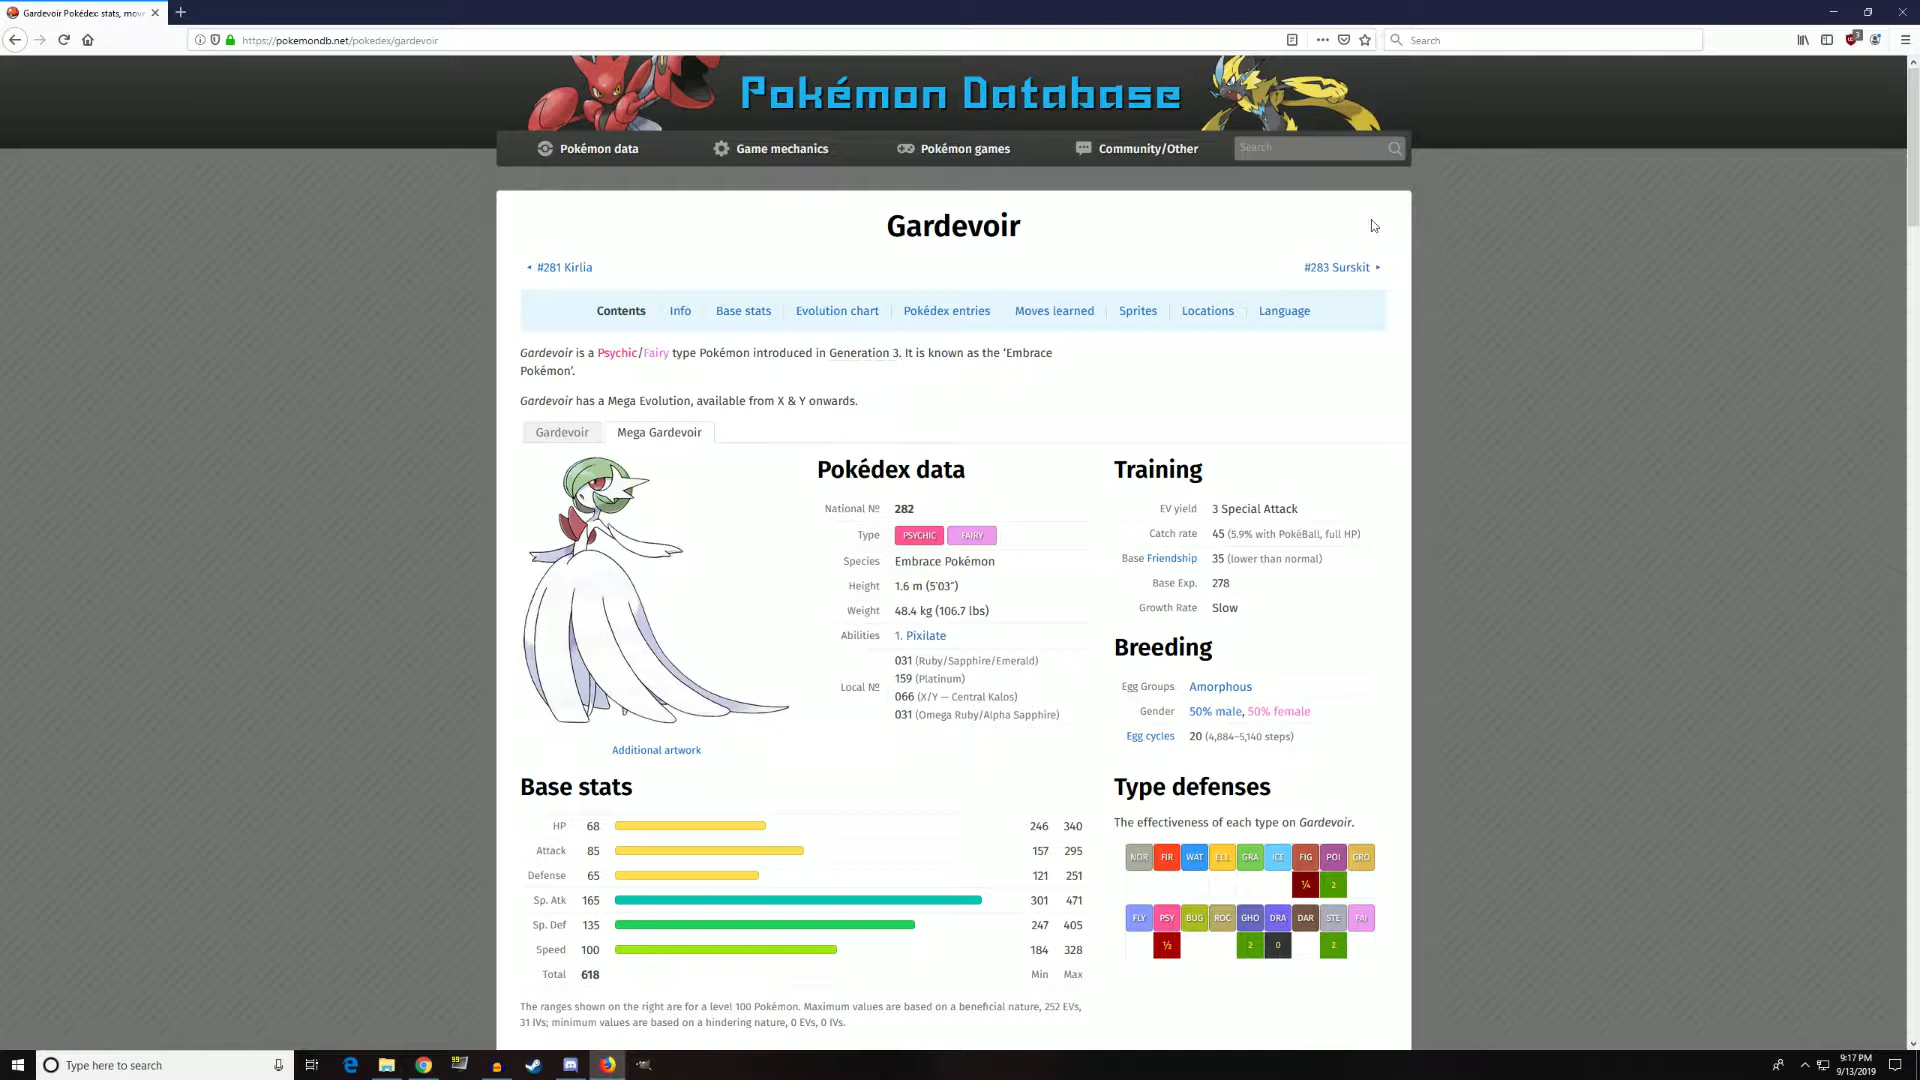 Gardevoir Pokédex: stats, move
https://pokemondb.net/pokedex/gardevoir
Search
Pokémon Database
Pokémon data
Game mechanics
Pokémon games
Community/Other
Search
Gardevoir
#281 Kirlia
#283 Surskit
Contents Info Base stats Evolution chart Pokédex entries Moves learned Sprites Locations Language
Gardevoir is a Psychic/Fairy type Pokémon introduced in Generation 3. It is known as the ‘Embrace
Pokémon’.
Gardevoir has a Mega Evolution, available from X & Y onwards.
Gardevoir Mega Gardevoir
Additional artwork
Pokédex data
National № 282
Type PSYCHIC FAIRY
Species Embrace Pokémon
Height 1.6 m (5′03″)
Weight 48.4 kg (106.7 lbs)
Abilities 1. Pixilate
Local № 031 (Ruby/Sapphire/Emerald)
159 (Platinum)
066 (X/Y — Central Kalos)
031 (Omega Ruby/Alpha Sapphire)
Training
EV yield 3 Special Attack
Catch rate 45 (5.9% with PokéBall, full HP)
Base Friendship 35 (lower than normal)
Base Exp. 278
Growth Rate Slow
Breeding
Egg Groups Amorphous
Gender 50% male, 50% female
Egg cycles 20 (4,884–5,140 steps)
Base stats
HP 68 246 340
Attack 85 157 295
Defense 65 121 251
Sp. Atk 165 301 471
Sp. Def 135 247 405
Speed 100 184 328
Total 618 Min Max
The ranges shown on the right are for a level 100 Pokémon. Maximum values are based on a beneficial nature, 252 EVs,
31 IVs; minimum values are based on a hindering nature, 0 EVs, 0 IVs.
Type defenses
The effectiveness of each type on Gardevoir.
NOR FIR WAT ELE GRA ICE FIG POI GRO
¼ 2
FLY PSY BUG ROC GHO DRA DAR STE FAI
½ 2 0 2
Type here to search
99
9:17 PM
9/13/2019